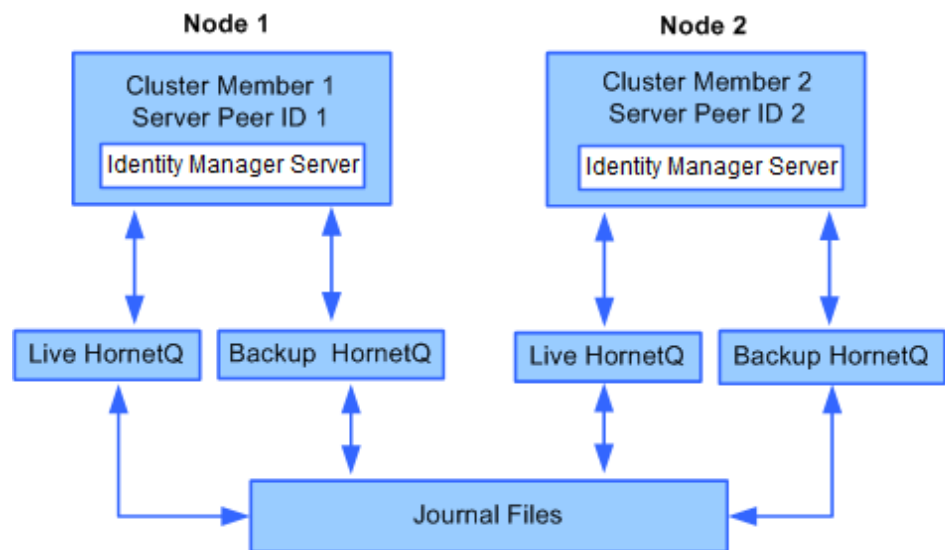 Node 1
Node 2
Cluster Member 1
Server Peer ID 1
Identity Manager Server
Cluster Member 2
Server Peer ID 2
Identity Manager Server
Live HornetQ
Backup HornetQ
Live HornetQ
Backup HornetQ
Journal Files